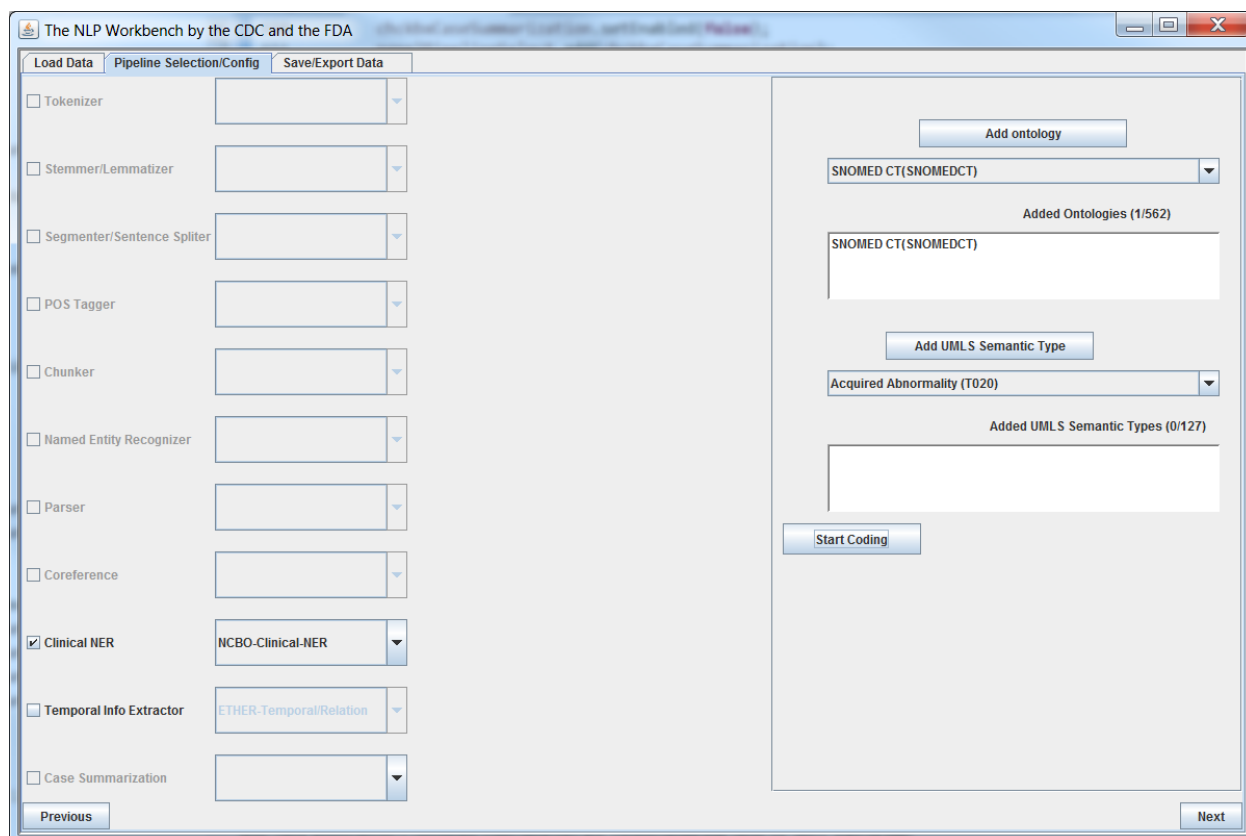 The NLP Workbench by the CDC and the FDA
Load Data
Pipeline Selection/Config
Save/Export Data
Tokenizer
Stemmer/Lemmatizer
Segmenter/Sentence Spliter
POS Tagger
Chunker
Named Entity Recognizer
Parser
Coreference
Clinical NER
NCBO-Clinical-NER
Temporal Info Extractor
ETHER-Temporal/Relation
Case Summarization
Previous
Add ontology
SNOMED CT(SNOMEDCT)
Added Ontologies (1/562)
SNOMED CT(SNOMEDCT)
Add UMLS Semantic Type
Acquired Abnormality (T020)
Added UMLS Semantic Types (0/127)
Start Coding
Next